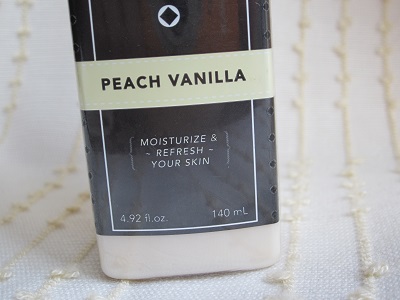 PEACH VANILLA
MOISTURIZE &
~ REFRESH ~
YOUR SKIN
4.92 fl.oz. 140 mL